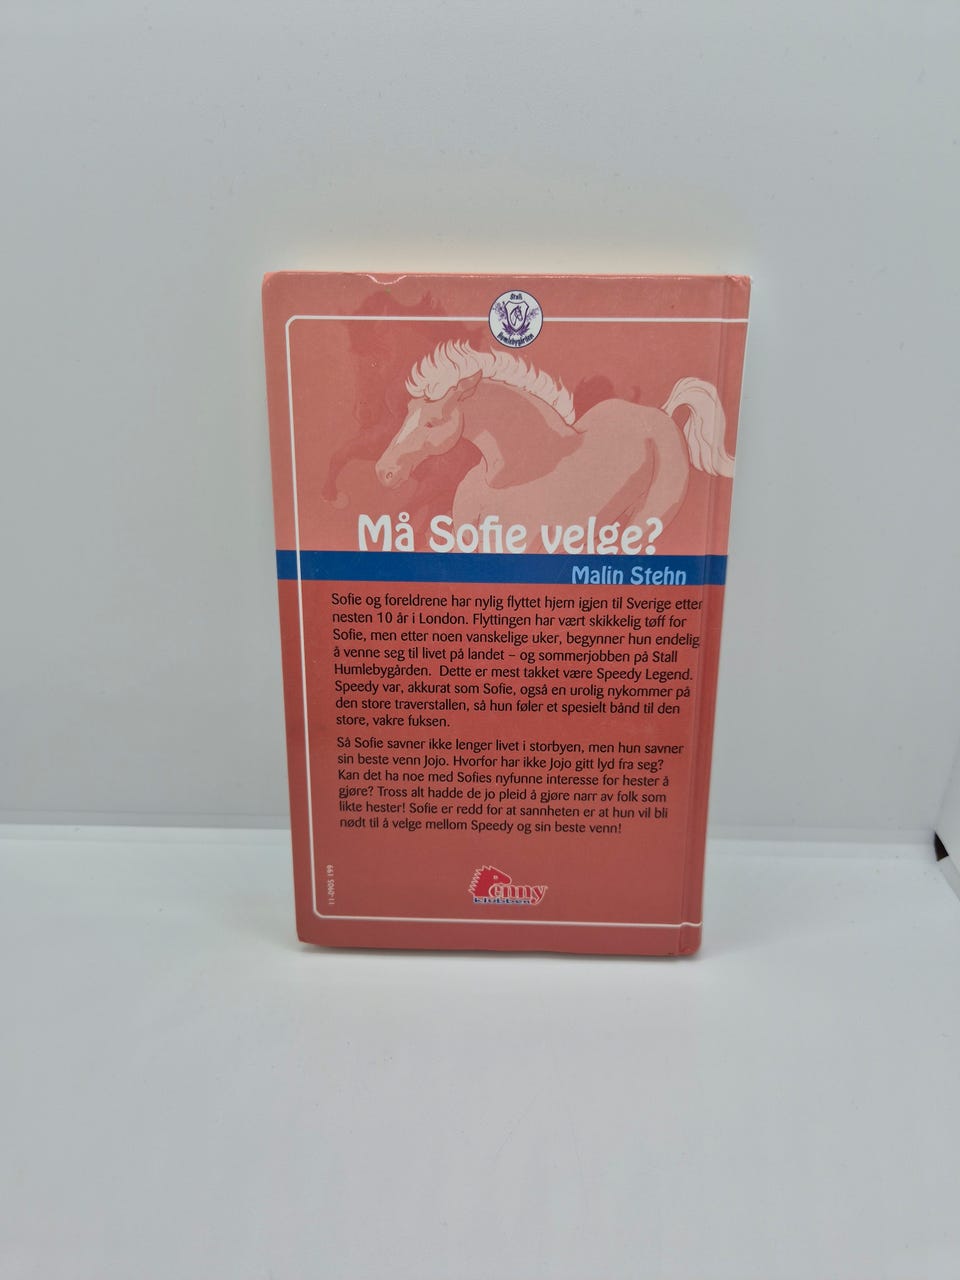 Stall
Humlebygården
Må Sofie velge?
Malin Stehn
Sofie og foreldrene har nylig flyttet hjem igjen til Sverige etter
nesten 10 år i London. Flyttingen har vært skikkelig tøff for
Sofie, men etter noen vanskelige uker, begynner hun endelig
å venne seg til livet på landet – og sommerjobben på Stall
Humlebygården. Dette er mest takket være Speedy Legend.
Speedy var, akkurat som Sofie, også en urolig nykommer på
den store traverstallen, så hun føler et spesielt bånd til den
store, vakre fuksen.
Så Sofie savner ikke lenger livet i storbyen, men hun savner
sin beste venn Jojo. Hvorfor har ikke Jojo gitt lyd fra seg?
Kan det ha noe med Sofies nyfunne interesse for hester å
gjøre? Tross alt hadde de jo pleid å gjøre narr av folk som
likte hester! Sofie er redd for at sannheten er at hun vil bli
nødt til å velge mellom Speedy og sin beste venn!
11-0905 199
Penny
klubben